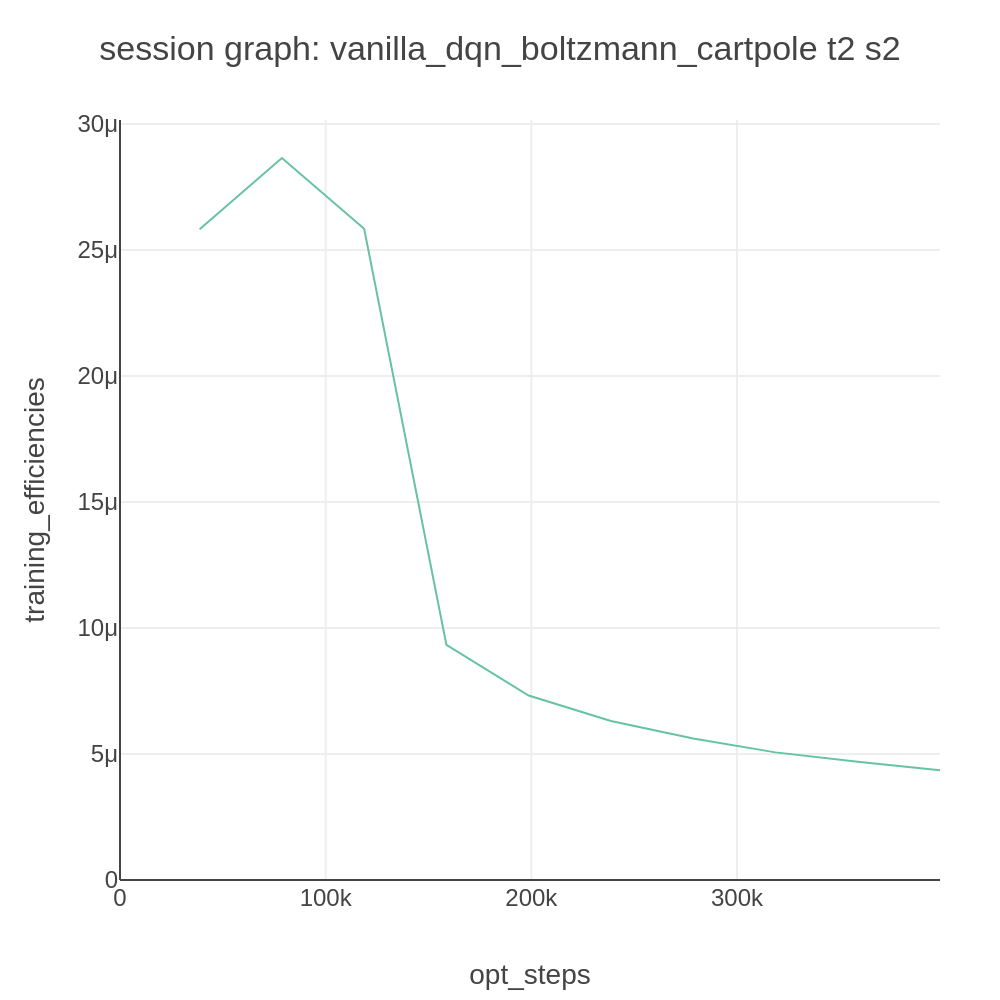 session graph: vanilla_dqn_boltzmann_cartpole t2 s2
30μ
25μ
20μ
15μ
10μ
5μ
0
training_efficiencies
0
100k
200k
300k
opt_steps